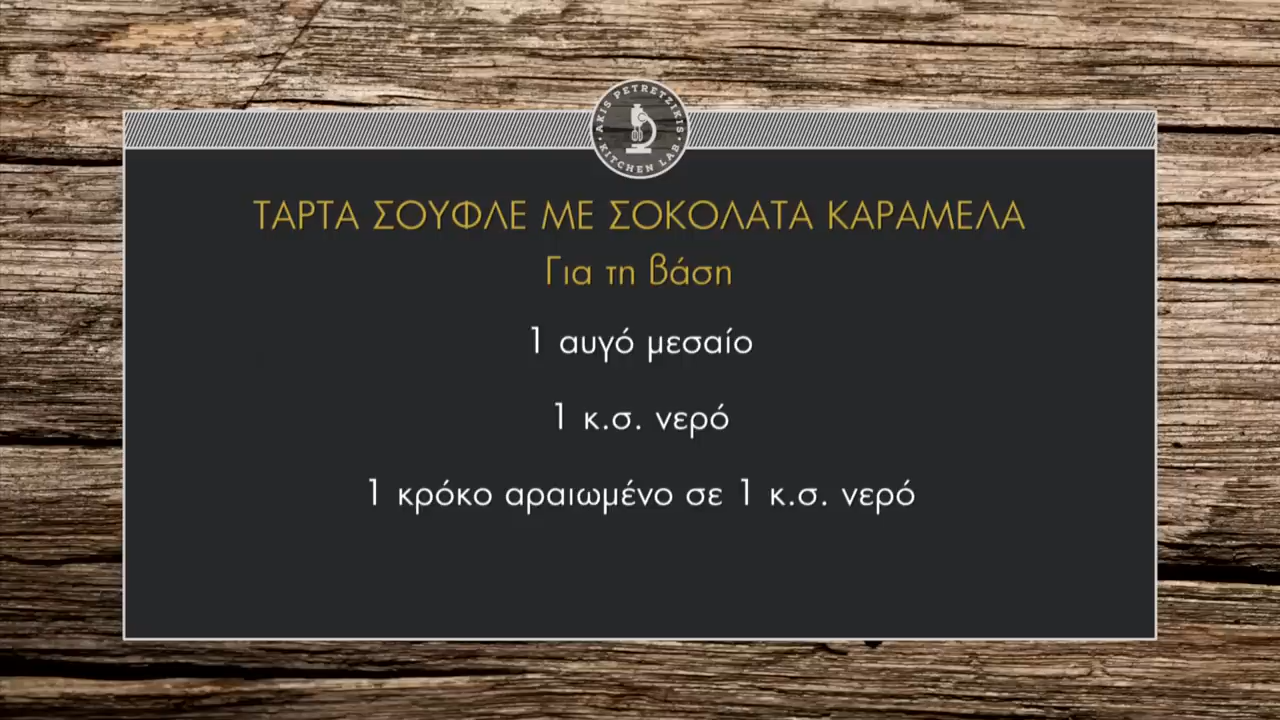 AKIS PETRETZIKIS
KITCHEN LAB
ΤΑΡΤΑ ΣΟΥΦΛΕ ΜΕ ΣΟΚΟΛΑΤΑ ΚΑΡΑΜΕΛΑ
Για τη βάση
1 αυγό μεσαίο
1 κ.σ. νερό
1 κρόκο αραιωμένο σε 1 κ.σ. νερό